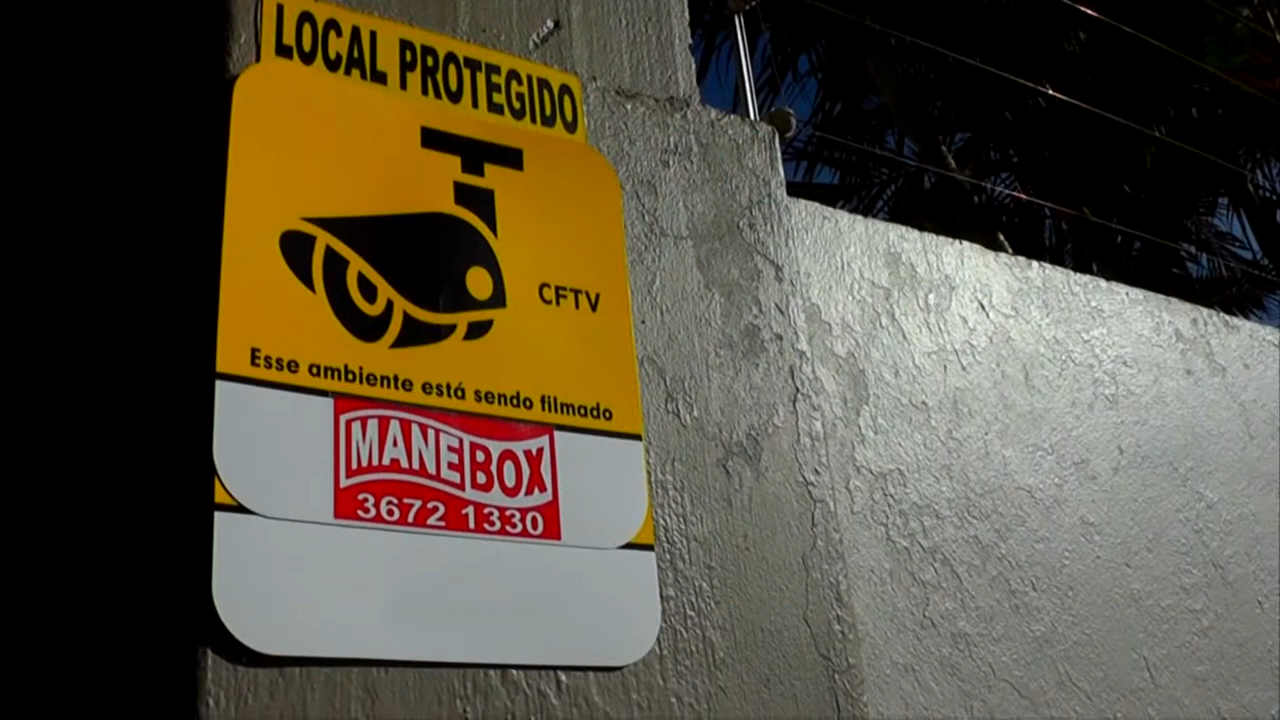 LOCAL PROTEGIDO
CFTV
Esse ambiente está sendo filmado
MANEBOX
3672 1330